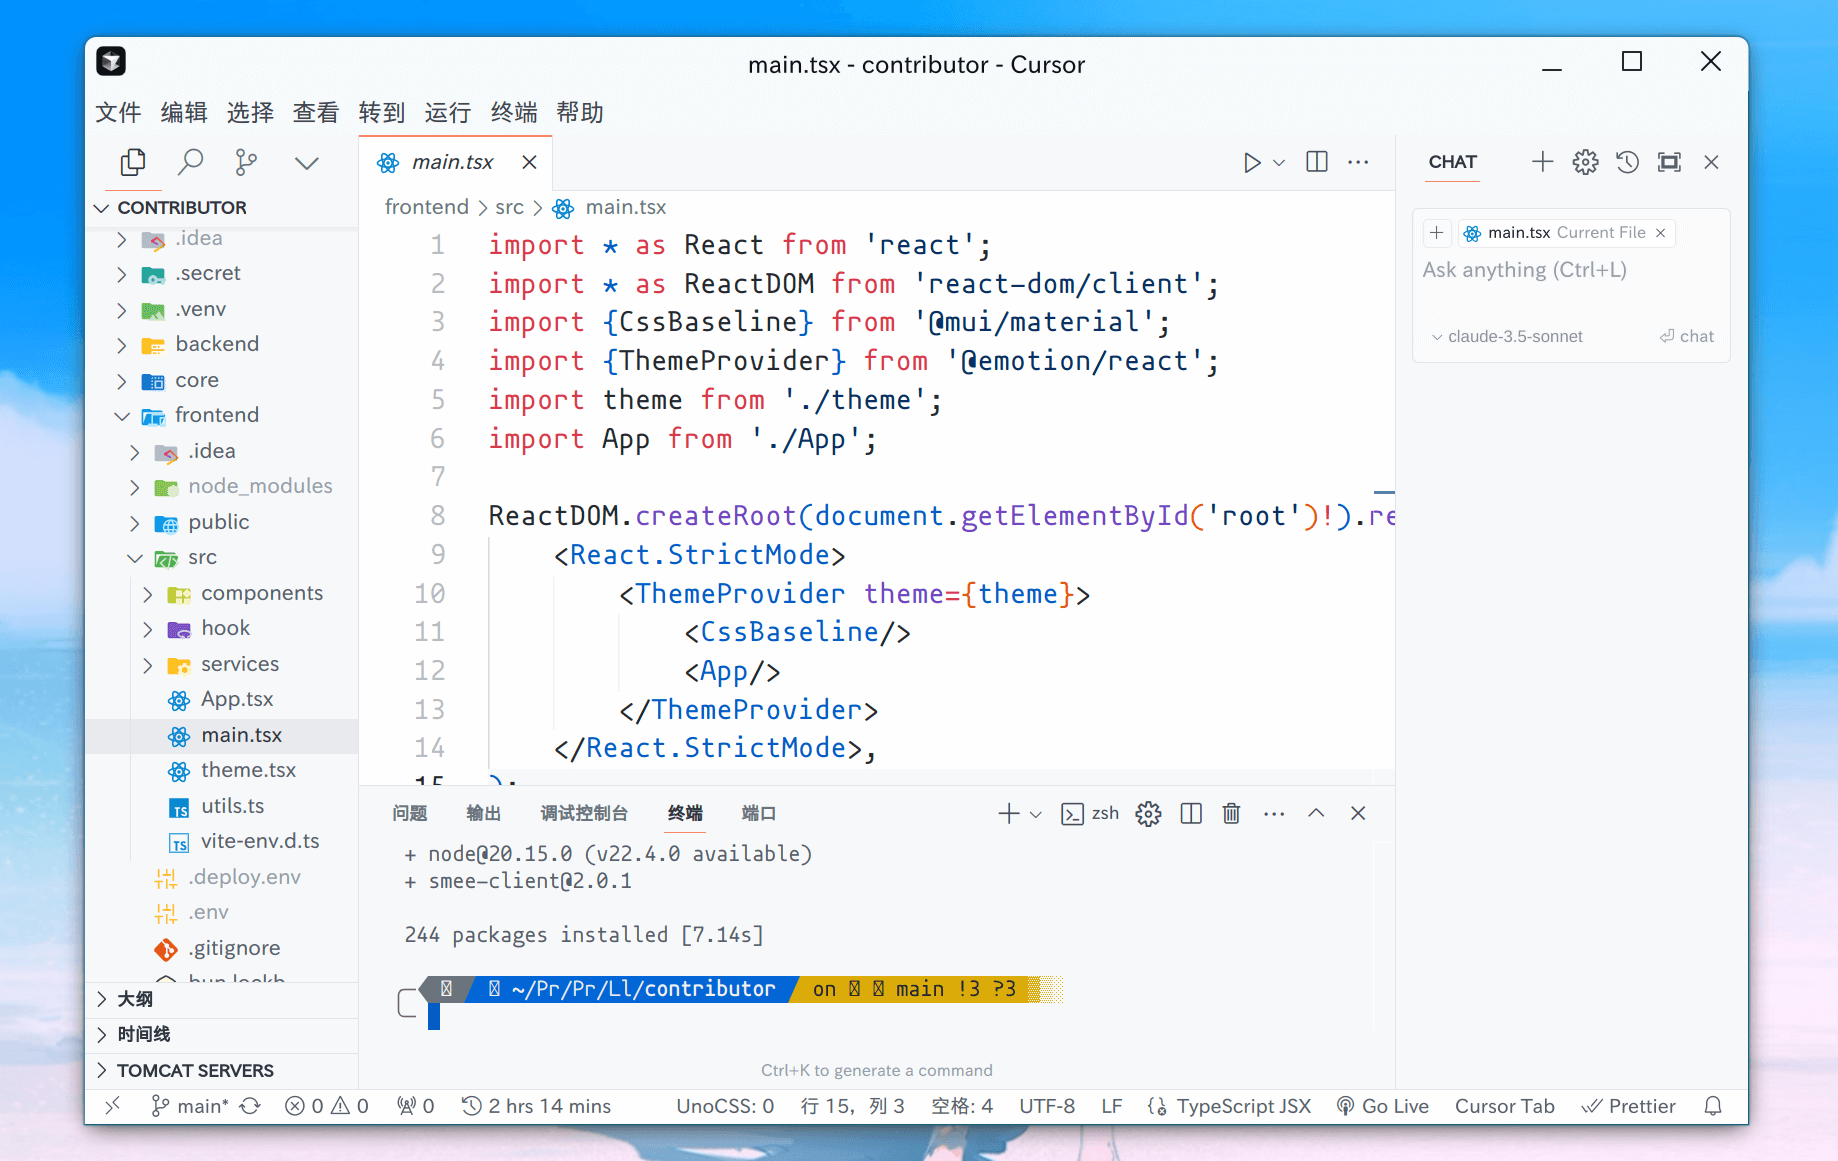 main.tsx - contributor - Cursor
文件 编辑 选择 查看 转到 运行 终端 帮助
CONTRIBUTOR
.idea
.secret
.venv
backend
core
frontend
.idea
node_modules
public
src
components
hook
services
App.tsx
main.tsx
theme.tsx
utils.ts
vite-env.d.ts
.deploy.env
.env
.gitignore
大纲
时间线
TOMCAT SERVERS
main.tsx
frontend > src > main.tsx
1 import * as React from 'react';
2 import * as ReactDOM from 'react-dom/client';
3 import {CssBaseline} from '@mui/material';
4 import {ThemeProvider} from '@emotion/react';
5 import theme from './theme';
6 import App from './App';
7
8 ReactDOM.createRoot(document.getElementById('root')!).re
9 <React.StrictMode>
10 <ThemeProvider theme={theme}>
11 <CssBaseline/>
12 <App/>
13 </ThemeProvider>
14 </React.StrictMode>,
15 );
问题 输出 调试控制台 终端 端口 zsh
+ node@20.15.0 (v22.4.0 available)
+ smee-client@2.0.1
244 packages installed [7.14s]
~/Pr/Pr/Ll/contributor on main !3 ?3
Ctrl+K to generate a command
CHAT
main.tsx Current File
Ask anything (Ctrl+L)
claude-3.5-sonnet chat
main* 0 0 0 2 hrs 14 mins UnoCSS: 0 行 15，列 3 空格: 4 UTF-8 LF TypeScript JSX Go Live Cursor Tab Prettier